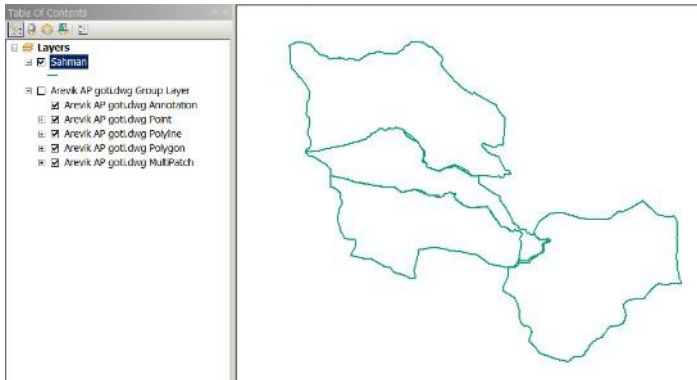 Table Of Contents
Layers
Sahman
Arevik AP goti.dwg Group Layer
Arevik AP goti.dwg Annotation
Arevik AP goti.dwg Point
Arevik AP goti.dwg Polyline
Arevik AP goti.dwg Polygon
Arevik AP goti.dwg MultiPatch